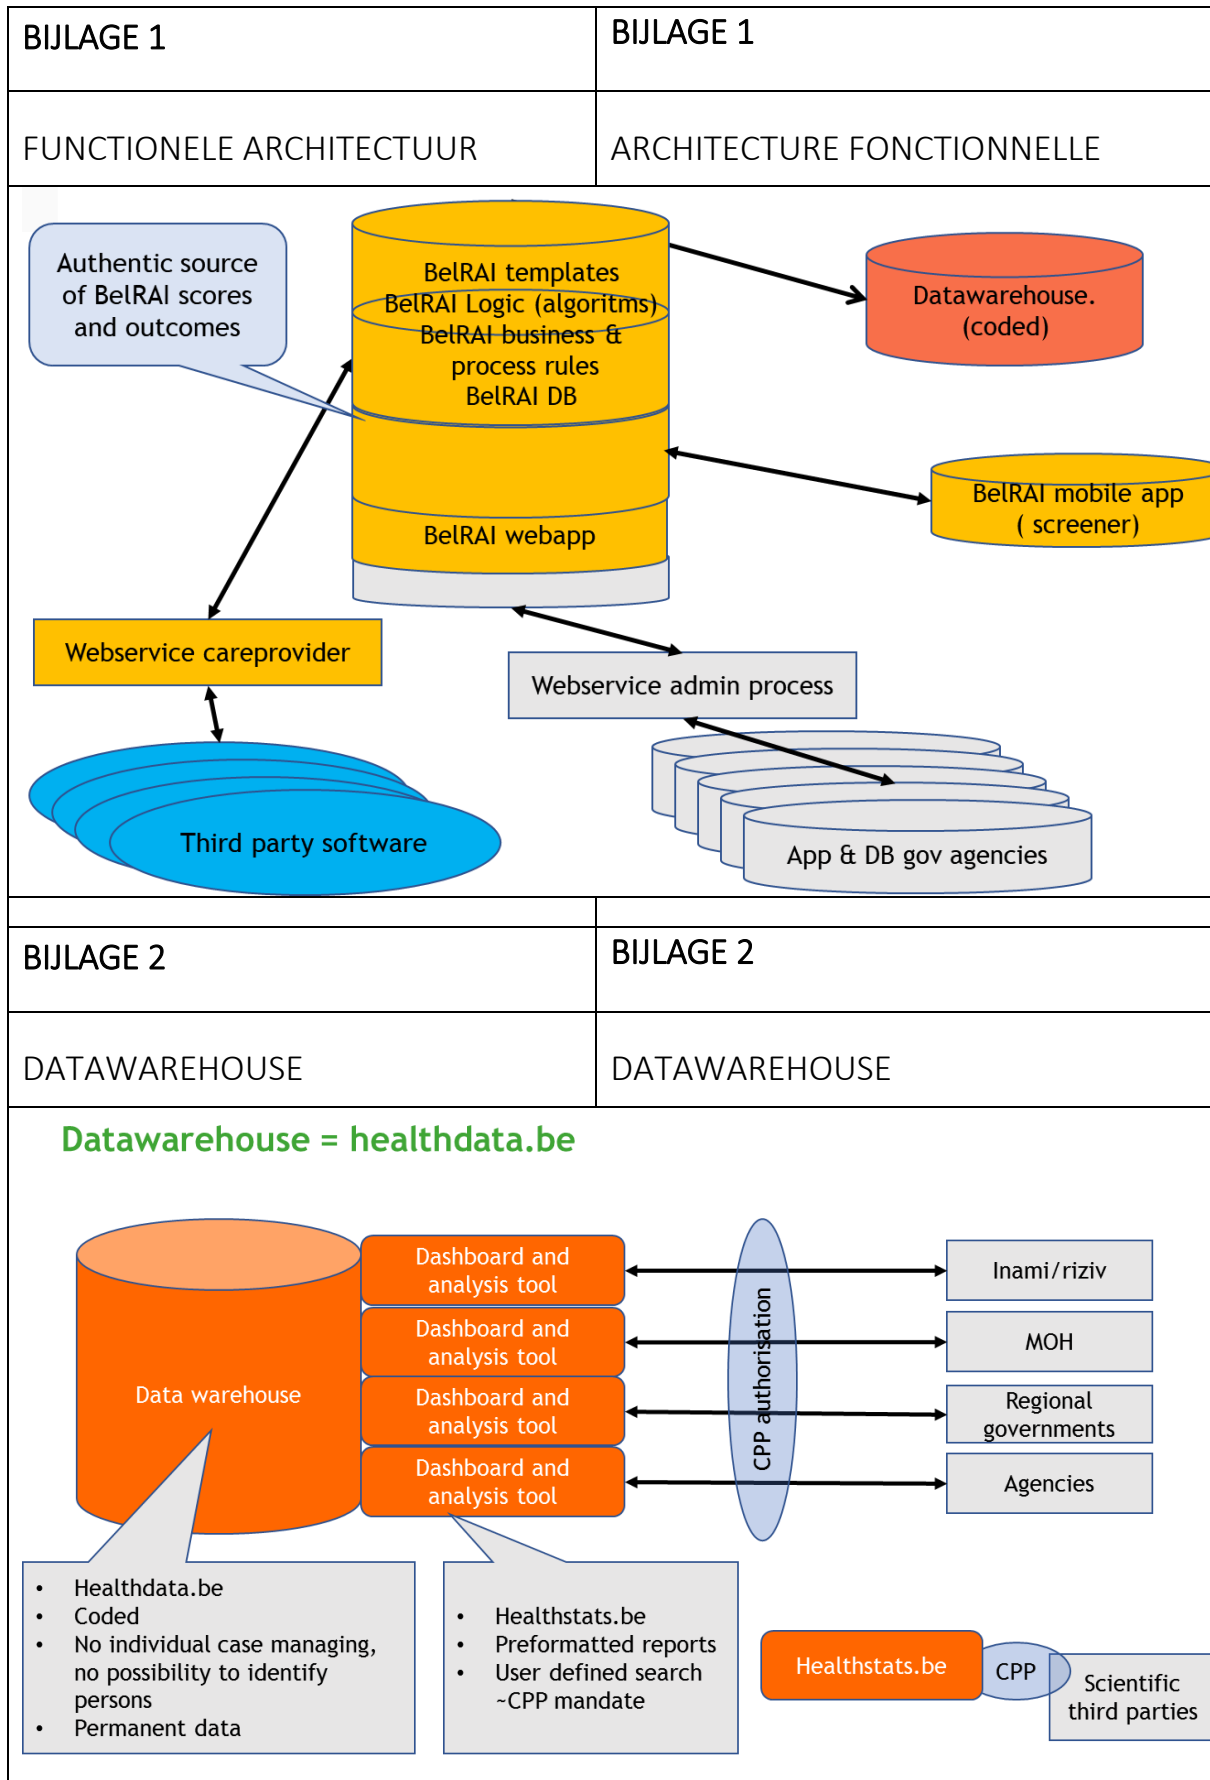 BIJLAGE 1
BIJLAGE 1
FUNCTIONELE ARCHITECTUUR
ARCHITECTURE FONCTIONNELLE
Authentic source
of BelRAI scores
and outcomes
BelRAI templates
BelRAI Logic (algoritms)
BelRAI business &
process rules
BelRAI DB
BelRAI webapp
Datawarehouse.
(coded)
BelRAI mobile app
( screener)
Webservice careprovider
Webservice admin process
Third party software
App & DB gov agencies
BIJLAGE 2
BIJLAGE 2
DATAWAREHOUSE
DATAWAREHOUSE
Datawarehouse = healthdata.be
Data warehouse
Dashboard and
analysis tool
Dashboard and
analysis tool
Dashboard and
analysis tool
Dashboard and
analysis tool
CPP authorisation
Inami/riziv
MOH
Regional
governments
Agencies
• Healthdata.be
• Coded
• No individual case managing,
no possibility to identify
persons
• Permanent data
• Healthstats.be
• Preformatted reports
• User defined search
~CPP mandate
Healthstats.be
CPP
Scientific
third parties